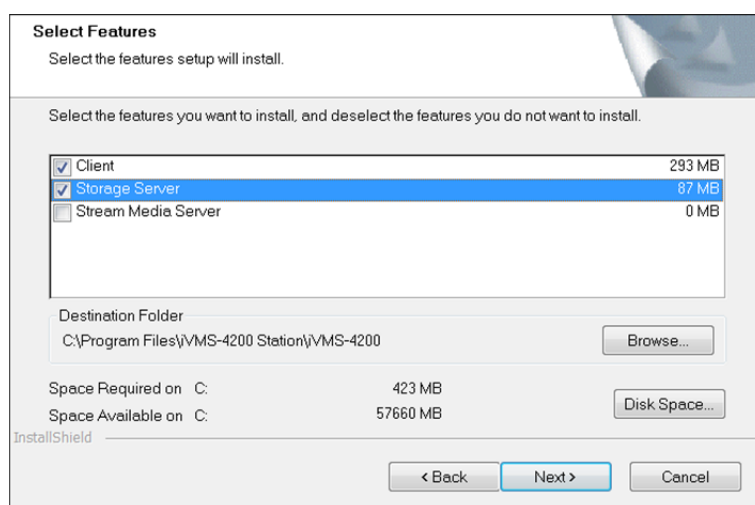 Select Features
Select the features setup will install.
Select the features you want to install, and deselect the features you do not want to install.
Client 293 MB
Storage Server 87 MB
Stream Media Server 0 MB
Destination Folder
C:\Program Files\iVMS-4200 Station\iVMS-4200
Browse...
Space Required on C: 423 MB
Space Available on C: 57660 MB
Disk Space...
InstallShield
< Back Next > Cancel